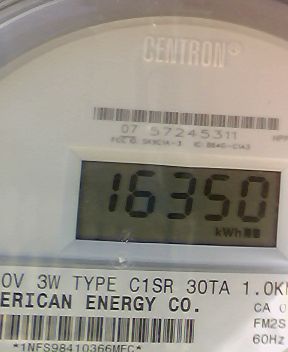 CENTRON®
07 57245311
16350
kWh
0V 3W TYPE C1SR 30TA 1.0K
ERICAN ENERGY CO.
CA 0
FM2S
60Hz
*1NFS98410366MFC*